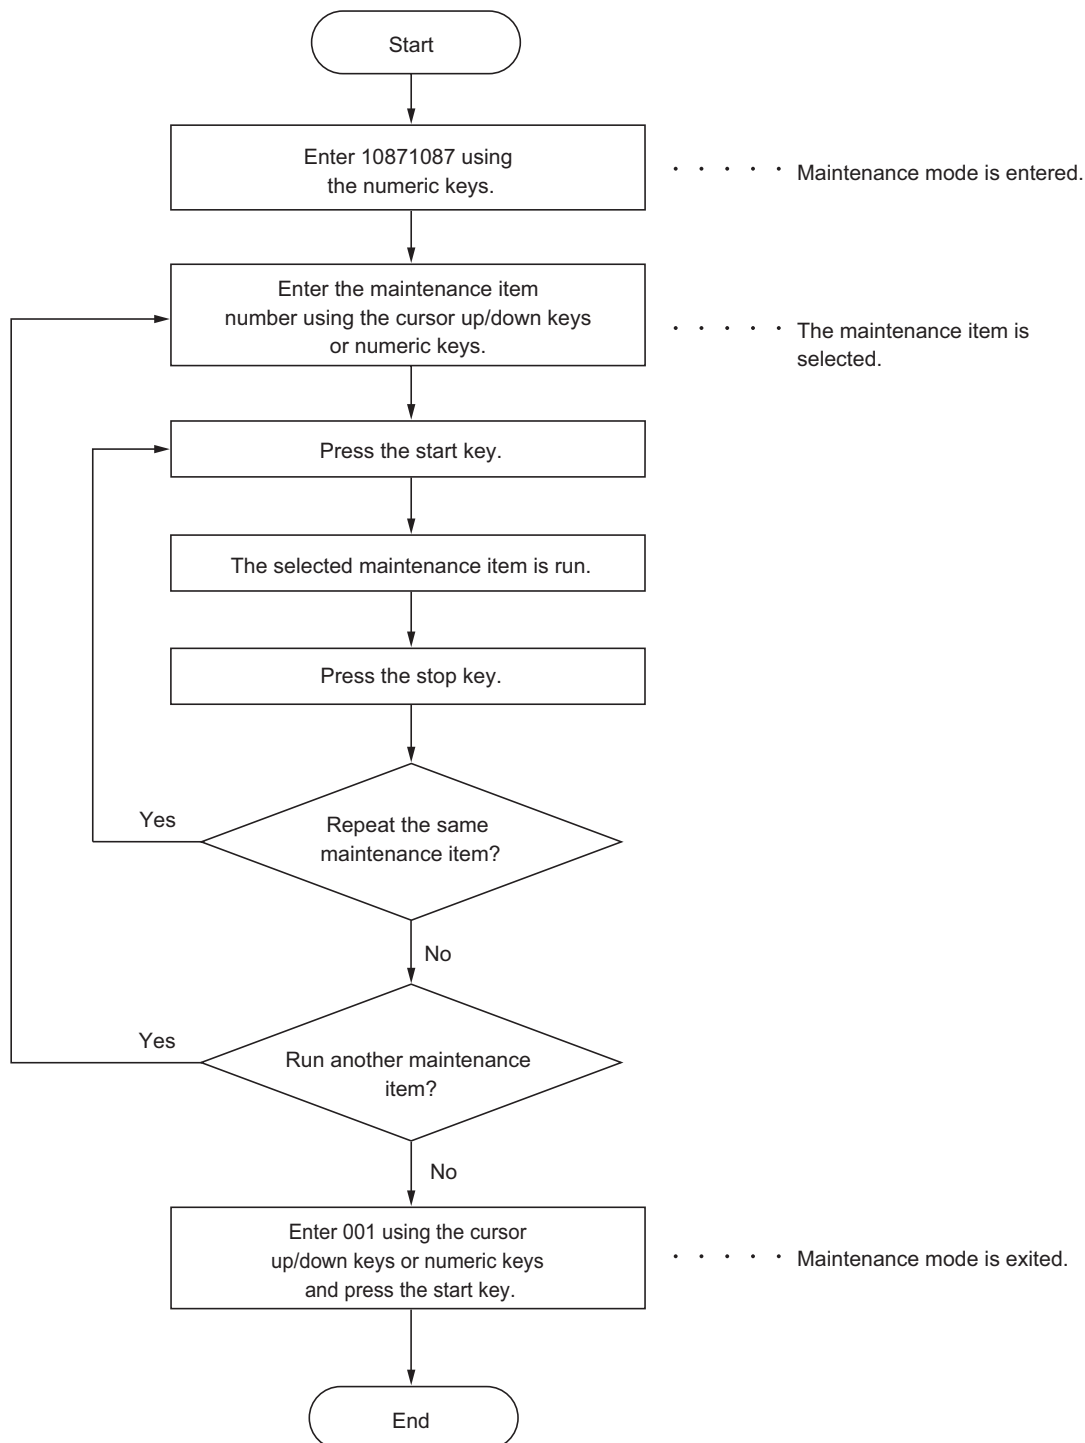 Start
Enter 10871087 using
the numeric keys.
Maintenance mode is entered.
Enter the maintenance item
number using the cursor up/down keys
or numeric keys.
The maintenance item is
selected.
Press the start key.
The selected maintenance item is run.
Press the stop key.
Yes
Repeat the same
maintenance item?
No
Yes
Run another maintenance
item?
No
Enter 001 using the cursor
up/down keys or numeric keys
and press the start key.
Maintenance mode is exited.
End